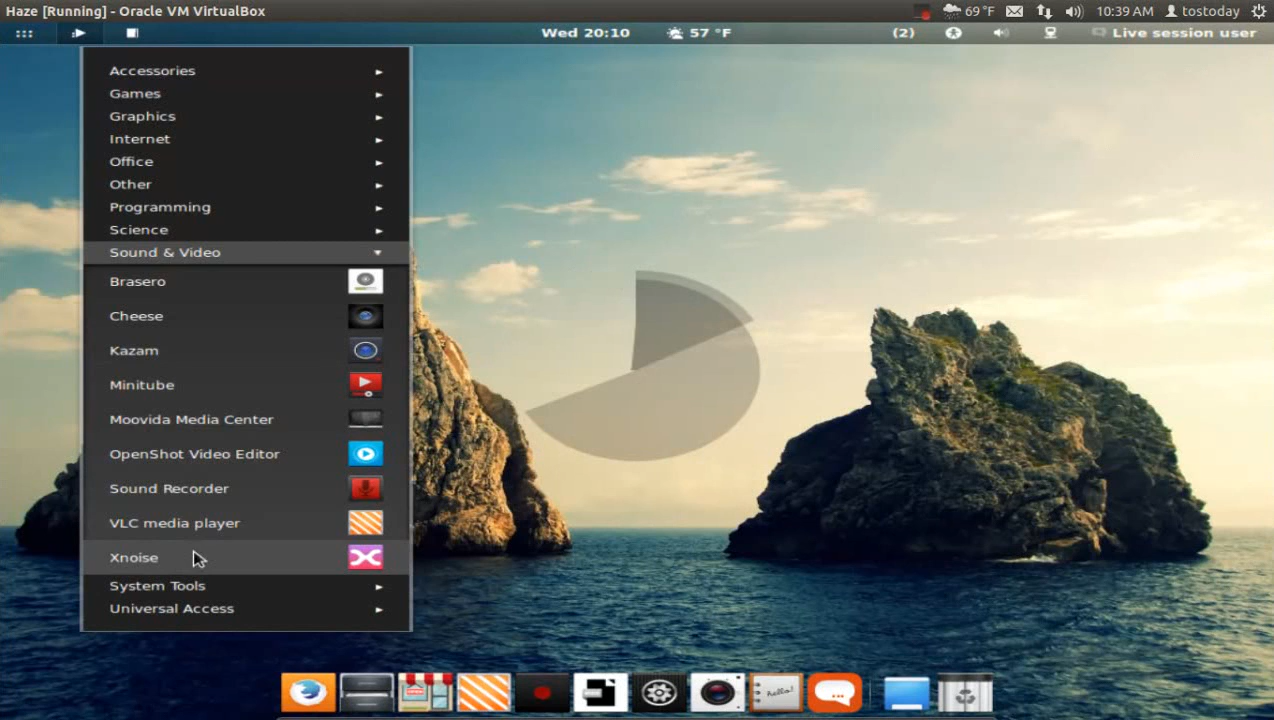 Haze [Running] - Oracle VM VirtualBox
69 °F
10:39 AM
tostoday
Wed 20:10
57 °F
(2)
Live session user
Accessories
Games
Graphics
Internet
Office
Other
Programming
Science
Sound & Video
Brasero
Cheese
Kazam
Minitube
Moovida Media Center
OpenShot Video Editor
Sound Recorder
VLC media player
Xnoise
System Tools
Universal Access
OPEN
hello!